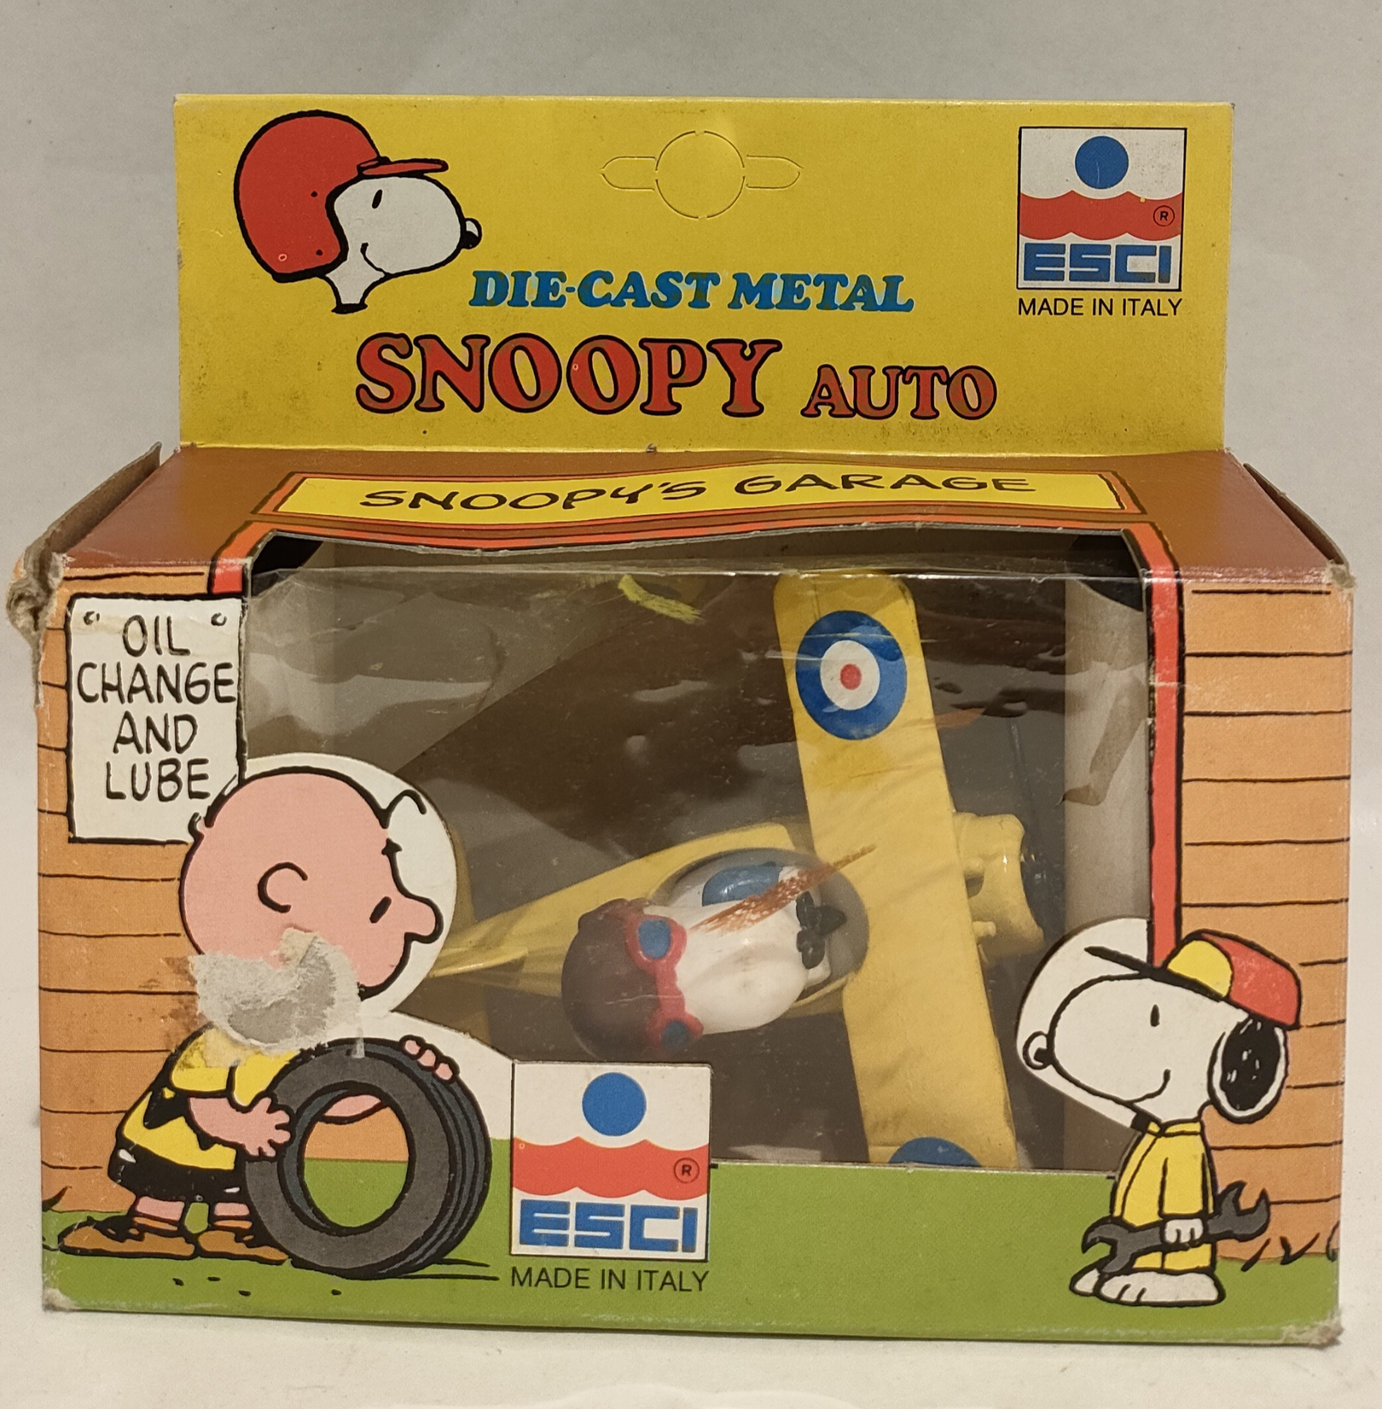 ESCI
MADE IN ITALY
DIE-CAST METAL
SNOOPY AUTO
SNOOPY'S GARAGE
OIL
CHANGE
AND
LUBE
®
ESCI
MADE IN ITALY